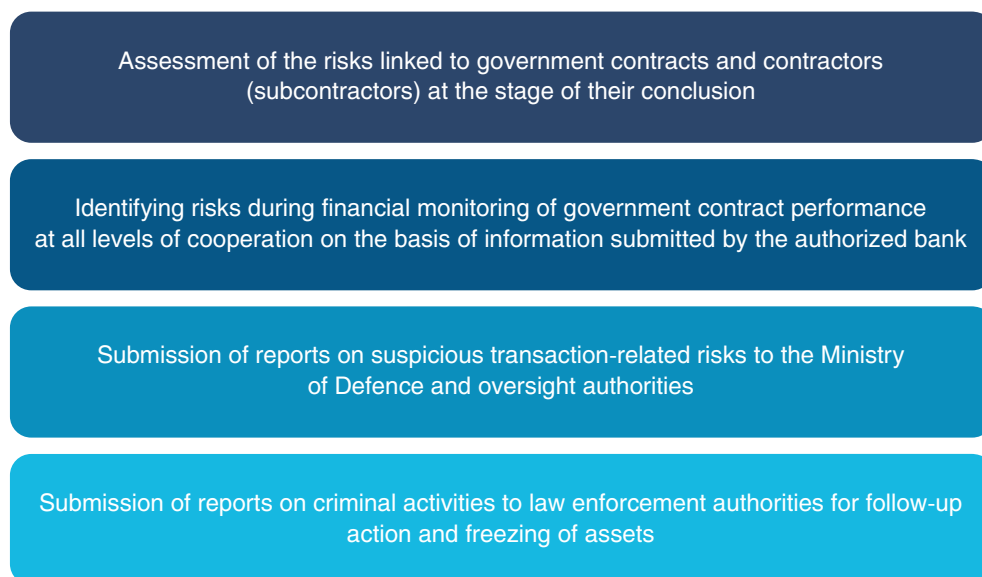 Assessment of the risks linked to government contracts and contractors
(subcontractors) at the stage of their conclusion
Identifying risks during financial monitoring of government contract performance
at all levels of cooperation on the basis of information submitted by the authorized bank
Submission of reports on suspicious transaction-related risks to the Ministry
of Defence and oversight authorities
Submission of reports on criminal activities to law enforcement authorities for follow-up
action and freezing of assets